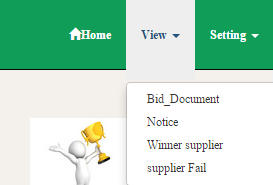 Home View Setting
Bid_Document
Notice
Winner supplier
supplier Fail